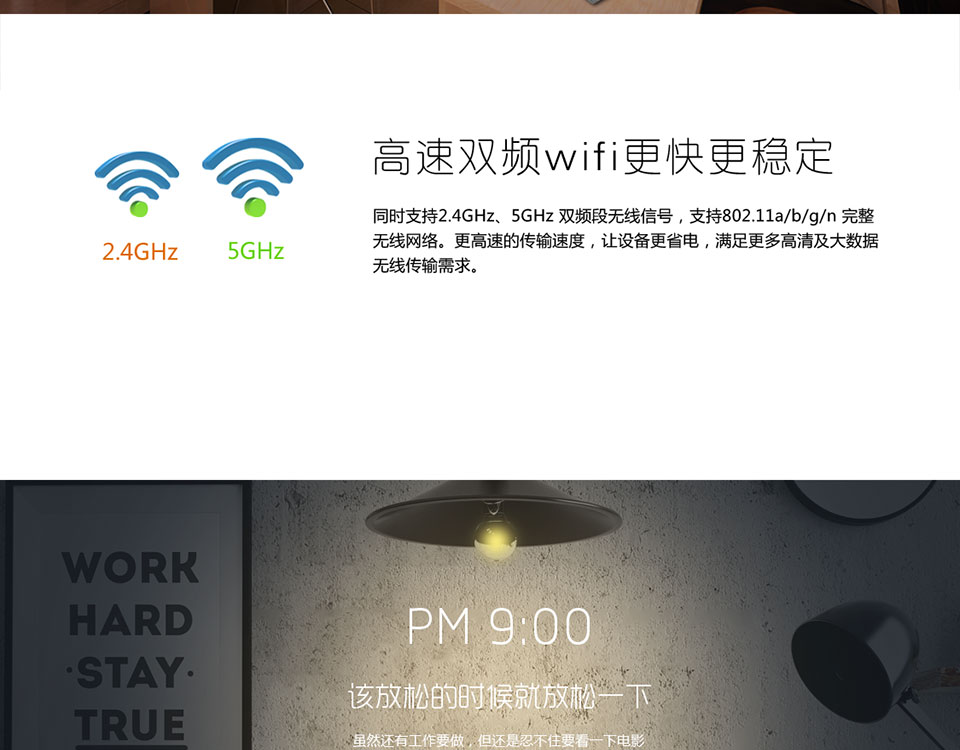 高速双频wifi更快更稳定
同时支持2.4GHz、5GHz 双频段无线信号，支持802.11a/b/g/n 完整
无线网络。更高速的传输速度，让设备更省电，满足更多高清及大数据
无线传输需求。
2.4GHz
5GHz
WORK
HARD
·STAY·
TRUE
PM 9:00
该放松的时候就放松一下
虽然还有工作要做，但还是忍不住要看一下电影